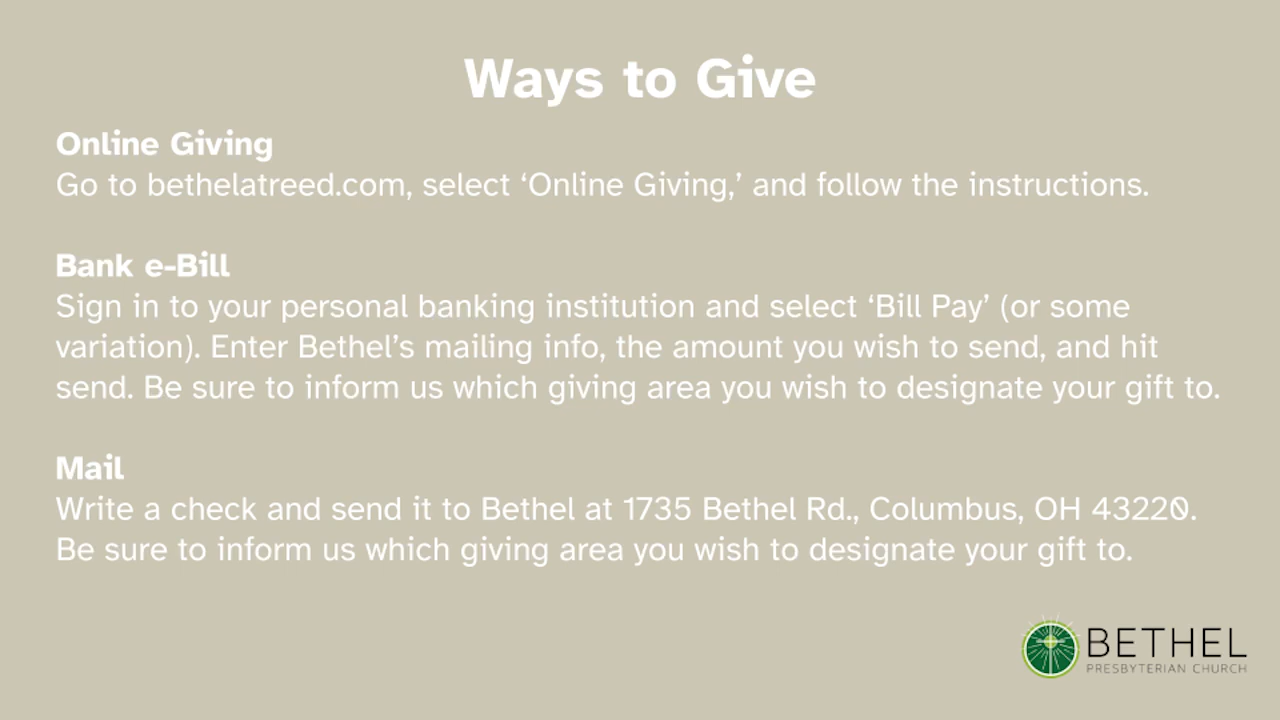 Ways to Give
Online Giving
Go to bethelatreed.com, select ‘Online Giving,’ and follow the instructions.
Bank e-Bill
Sign in to your personal banking institution and select ‘Bill Pay’ (or some
variation). Enter Bethel’s mailing info, the amount you wish to send, and hit
send. Be sure to inform us which giving area you wish to designate your gift to.
Mail
Write a check and send it to Bethel at 1735 Bethel Rd., Columbus, OH 43220.
Be sure to inform us which giving area you wish to designate your gift to.
BETHEL
PRESBYTERIAN CHURCH